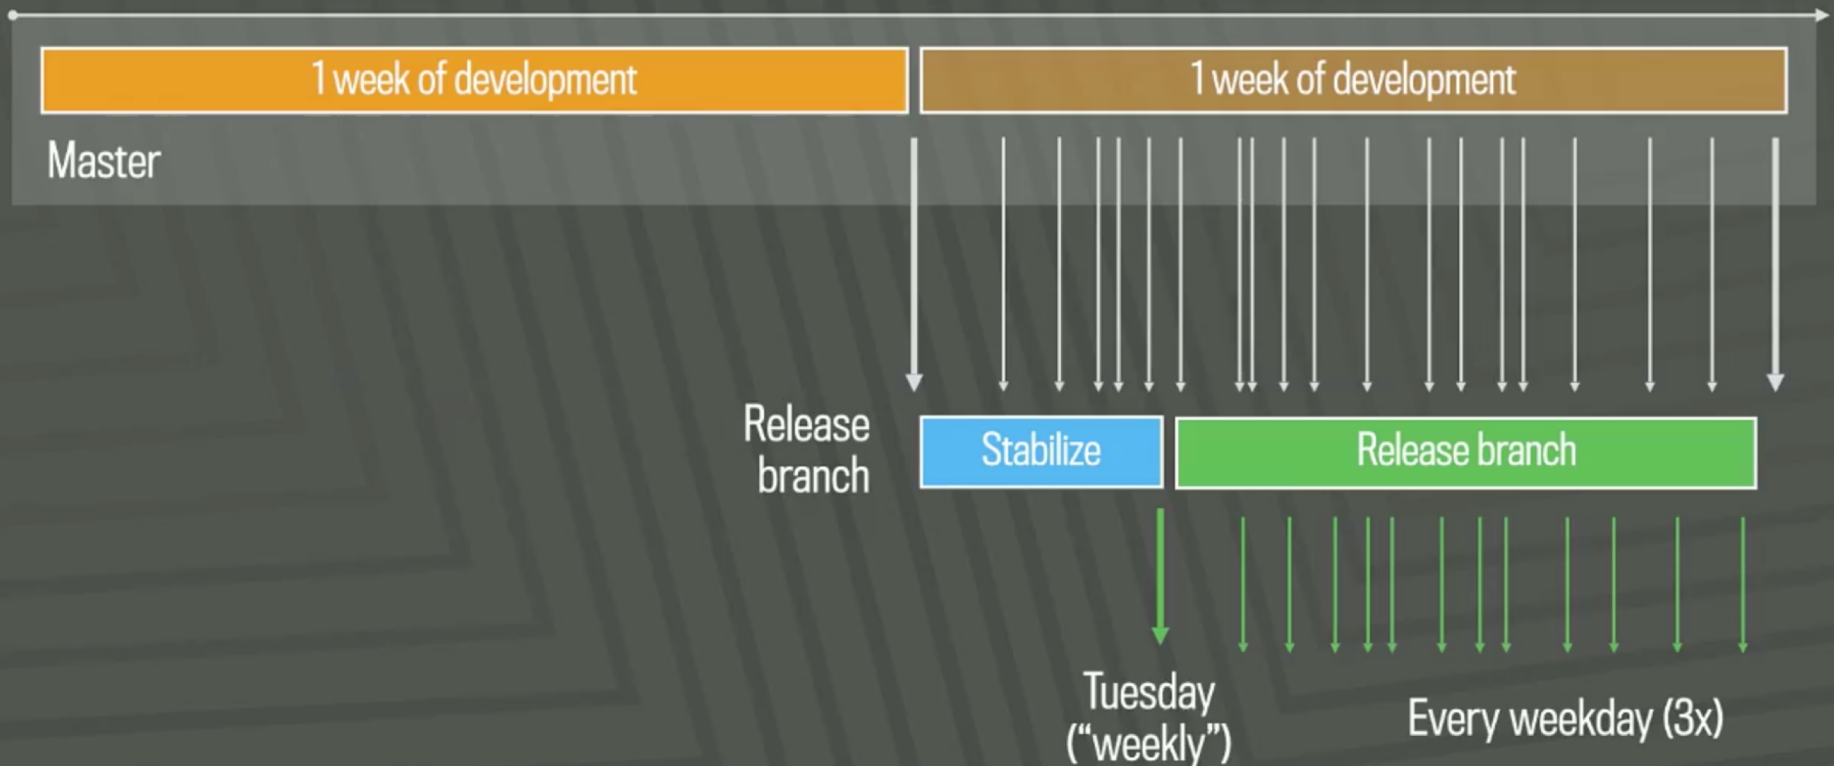 1 week of development
1 week of development
Master
Release
branch
Stabilize
Release branch
Tuesday
(“weekly”)
Every weekday (3x)